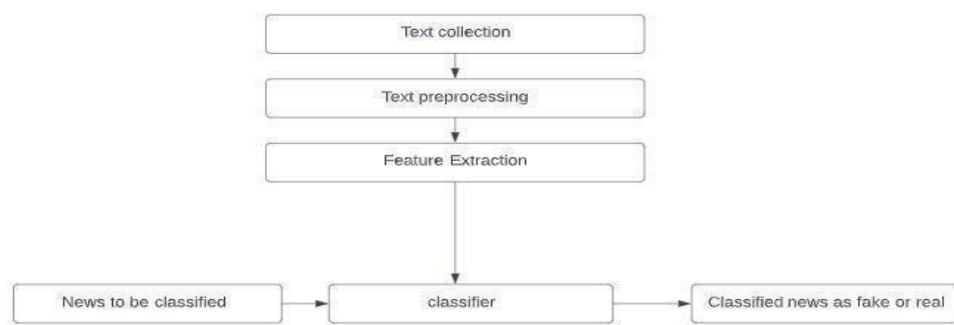 Text collection
Text preprocessing
Feature Extraction
News to be classified
classifier
Classified news as fake or real